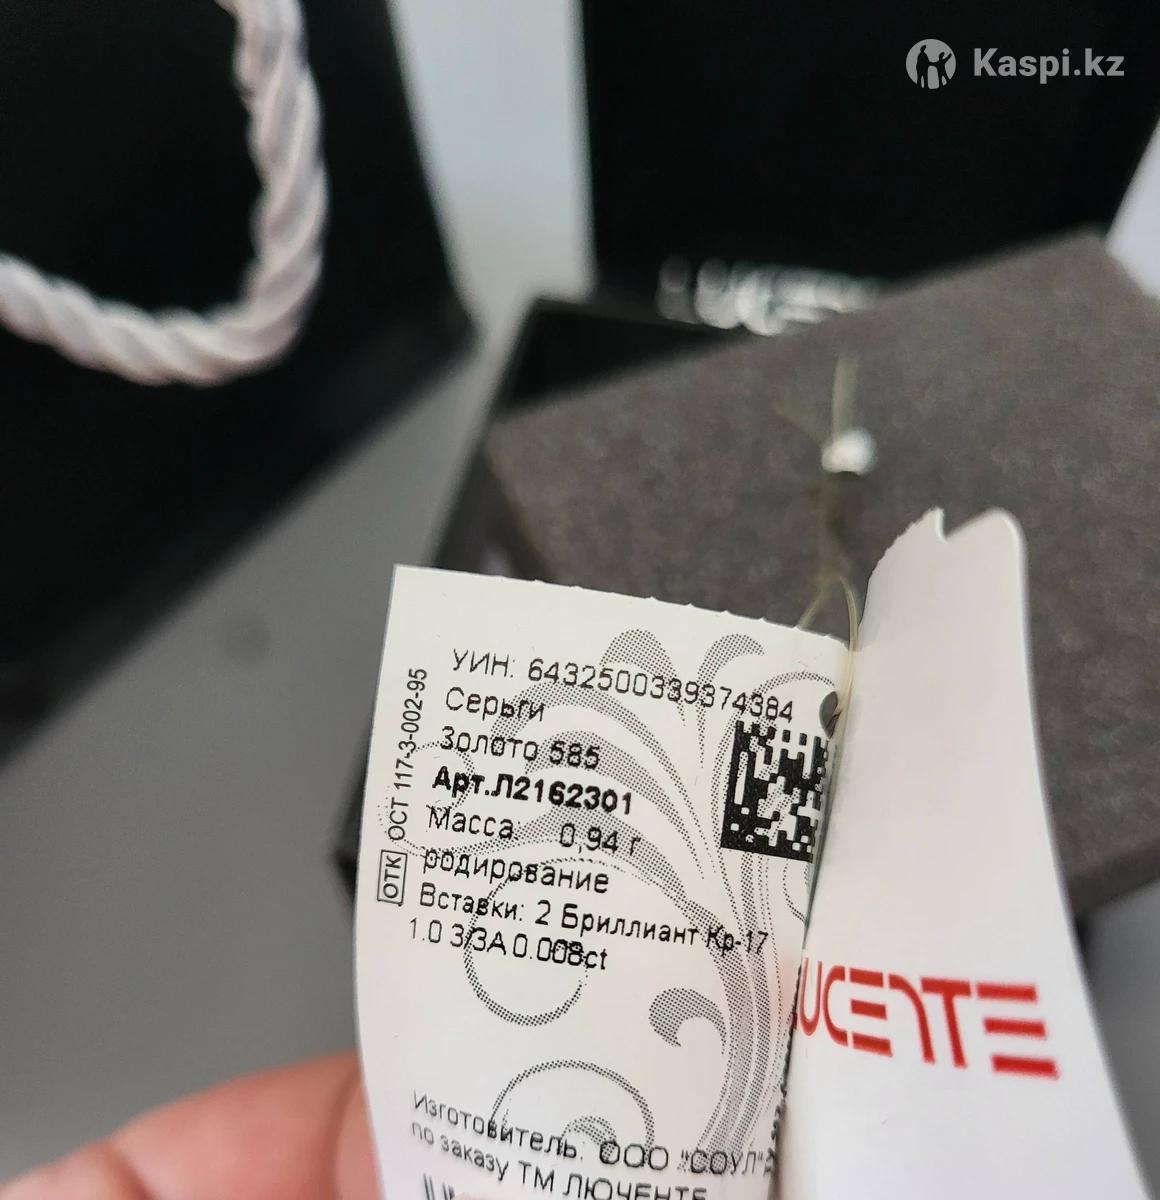 Kaspi.kz
УИН: 6432500339374384
Серьги
Золото 585
Арт.Л2162301
Масса 0,94 г
родирование
Вставки: 2 Бриллиант Кр-17
1.0 3/3А 0.008ct
ОТК ОСТ 117-3-002-95
Изготовитель: ООО "СОУЛ"
по заказу ТМ ЛЮЧЕНТЕ
LUCENTE